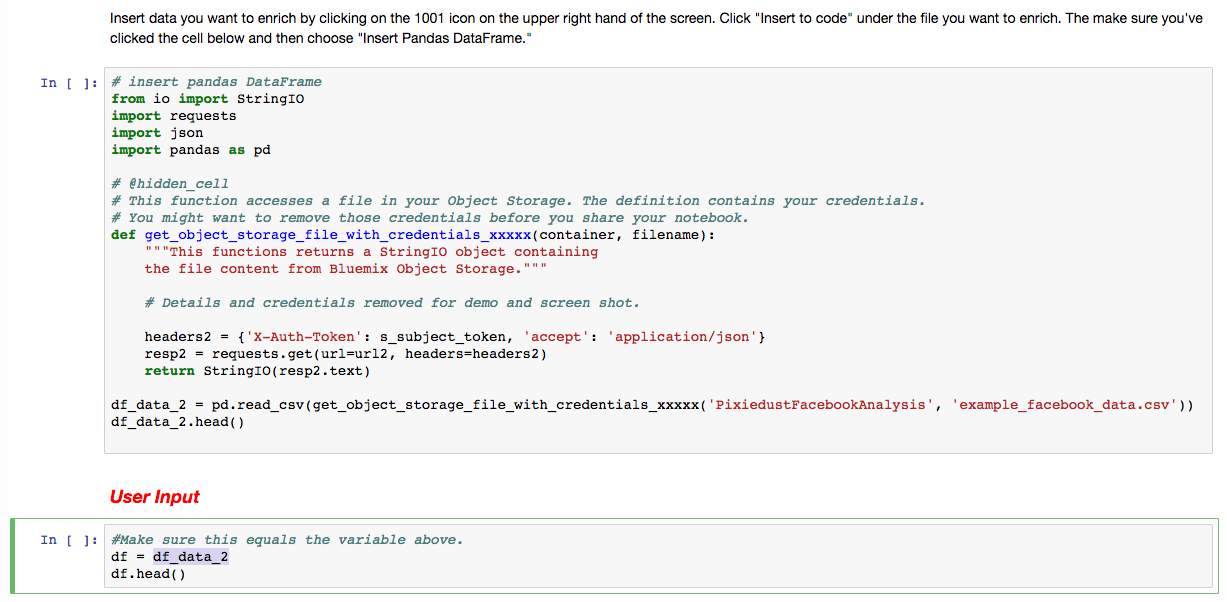 Insert data you want to enrich by clicking on the 1001 icon on the upper right hand of the screen. Click "Insert to code" under the file you want to enrich. The make sure you've
clicked the cell below and then choose "Insert Pandas DataFrame."
In [ ]: # insert pandas DataFrame
from io import StringIO
import requests
import json
import pandas as pd
# @hidden_cell
# This function accesses a file in your Object Storage. The definition contains your credentials.
# You might want to remove those credentials before you share your notebook.
def get_object_storage_file_with_credentials_xxxxx(container, filename):
    """This functions returns a StringIO object containing
    the file content from Bluemix Object Storage."""
    # Details and credentials removed for demo and screen shot.
    headers2 = {'X-Auth-Token': s_subject_token, 'accept': 'application/json'}
    resp2 = requests.get(url=url2, headers=headers2)
    return StringIO(resp2.text)
df_data_2 = pd.read_csv(get_object_storage_file_with_credentials_xxxxx('PixiedustFacebookAnalysis', 'example_facebook_data.csv'))
df_data_2.head()
User Input
In [ ]: #Make sure this equals the variable above.
df = df_data_2
df.head()